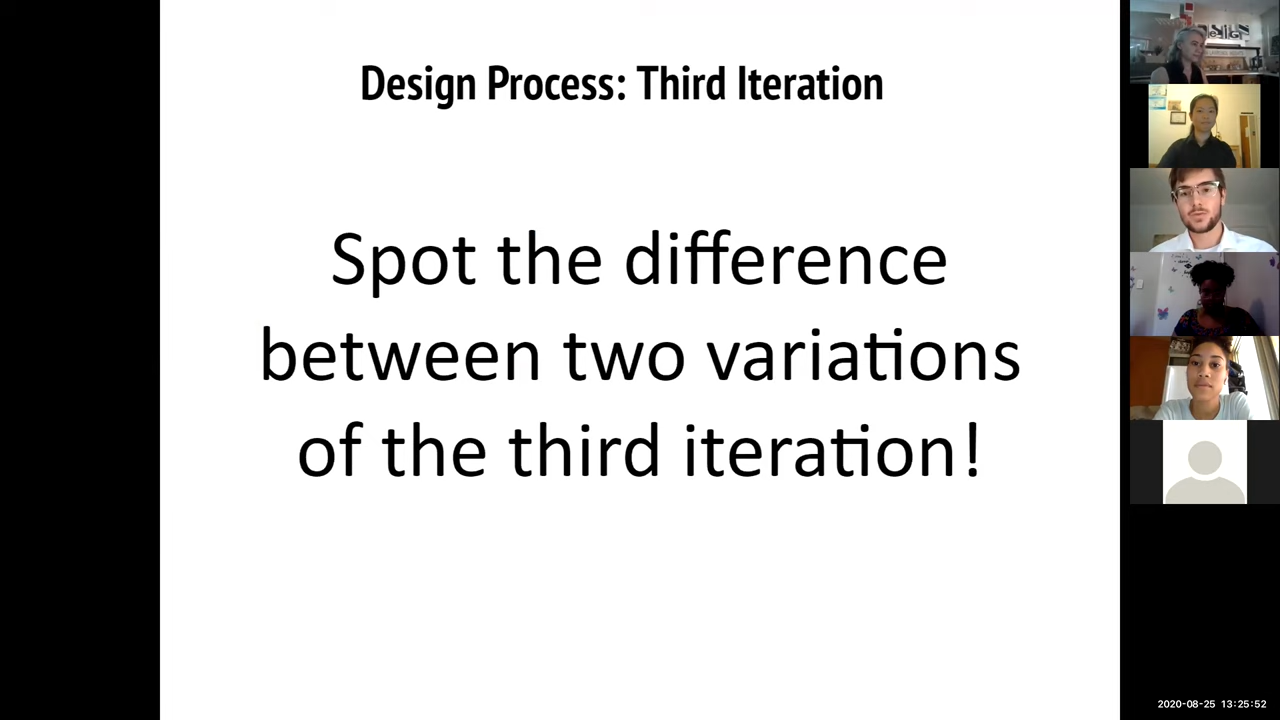 Design Process: Third Iteration
Spot the difference
between two variations
of the third iteration!
2020-08-25 13:25:52